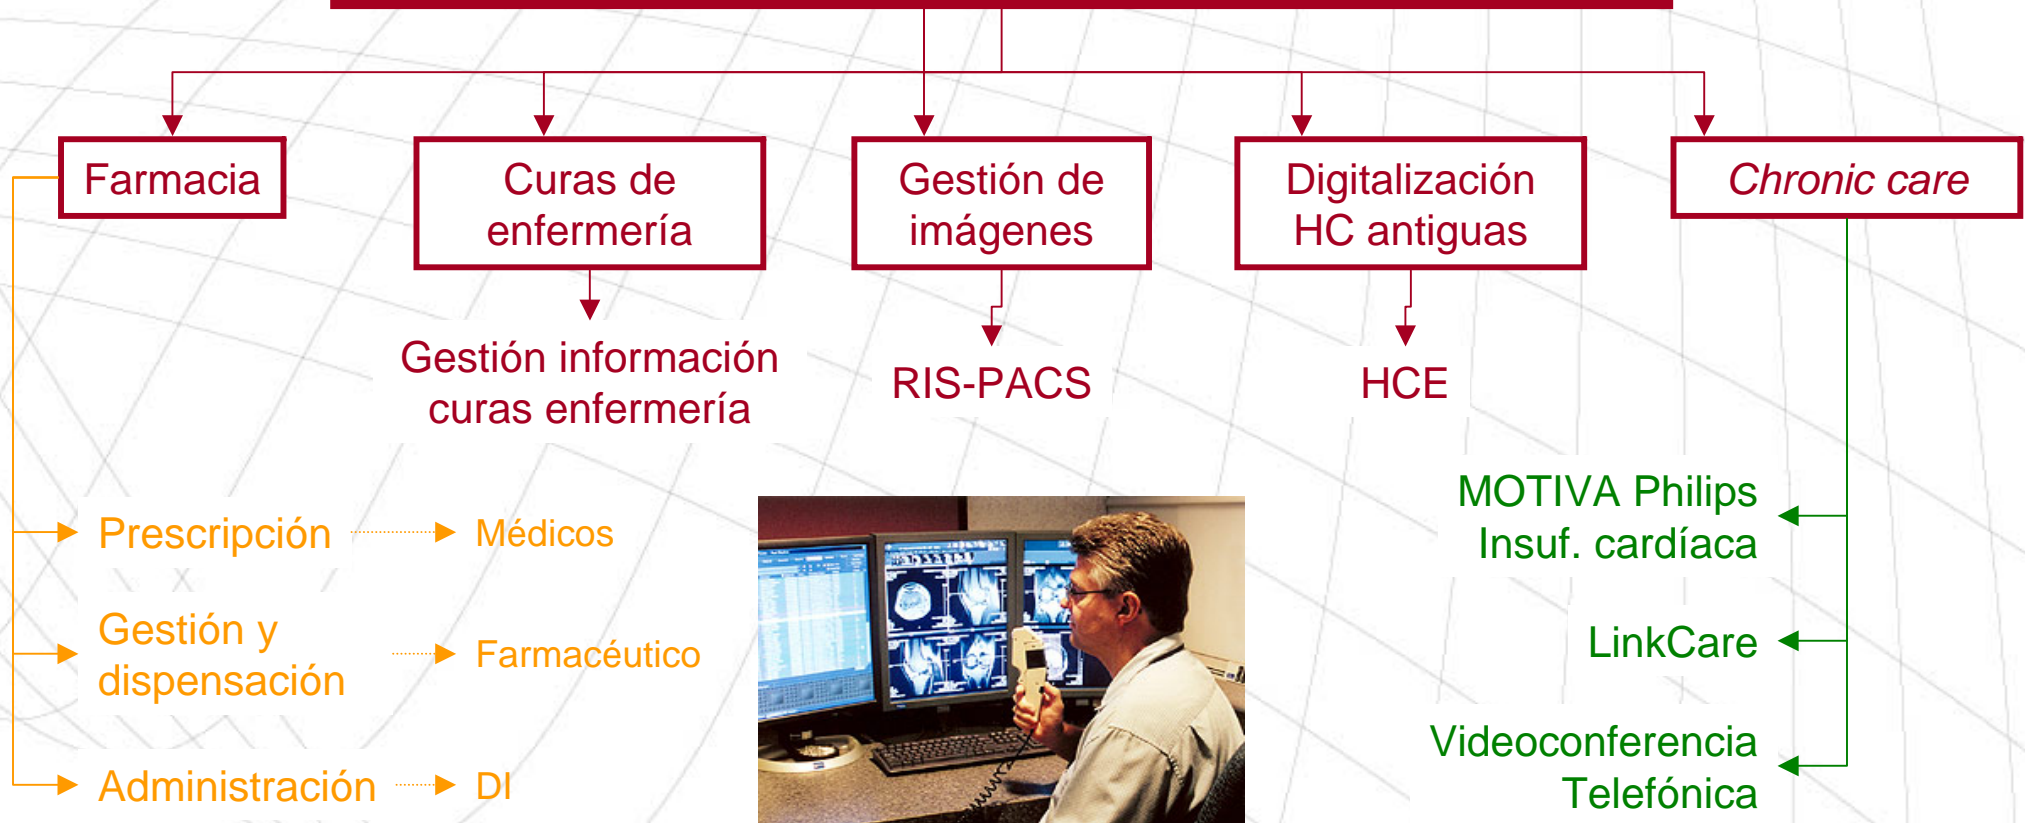 Farmacia
Curas de
enfermería
Gestión de
imágenes
Digitalización
HC antiguas
Chronic care
Gestión información
curas enfermería
RIS-PACS
HCE
Prescripción
Médicos
Gestión y
dispensación
Farmacéutico
Administración
DI
MOTIVA Philips
Insuf. cardíaca
LinkCare
Videoconferencia
Telefónica